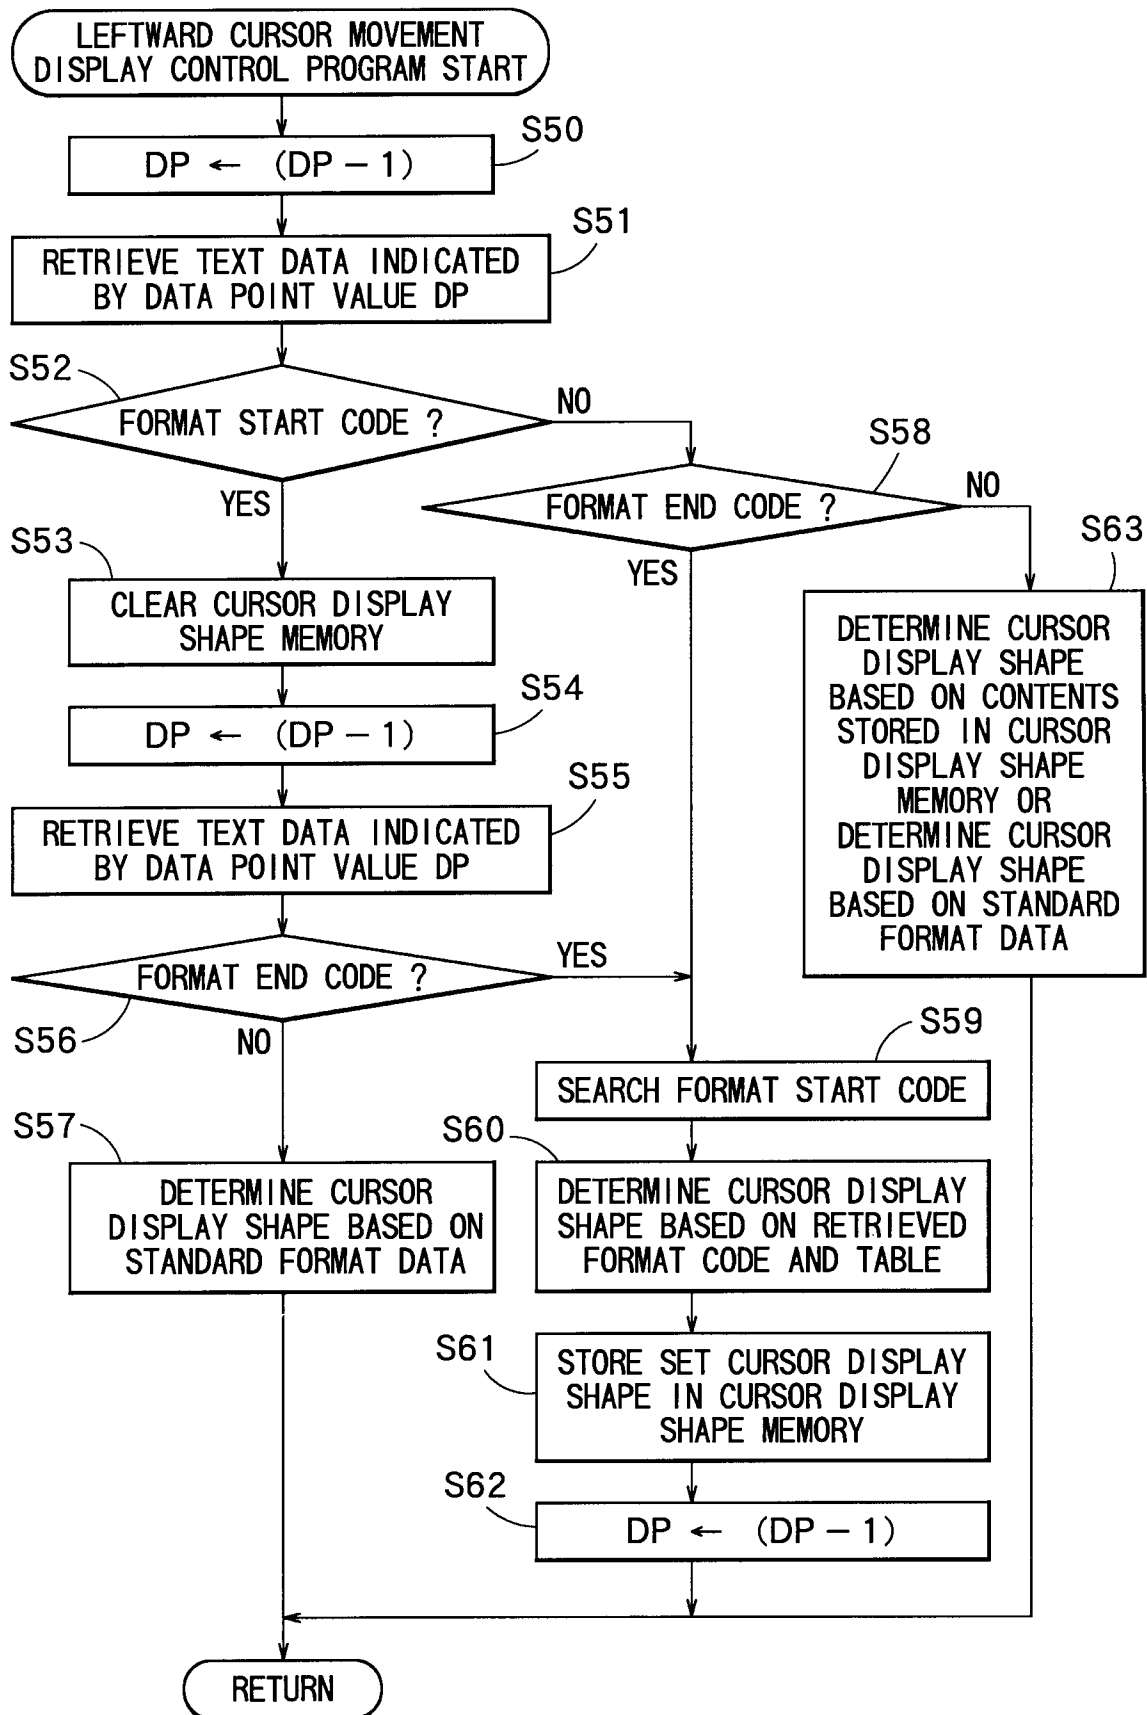 LEFTWARD CURSOR MOVEMENT
DISPLAY CONTROL PROGRAM START
S50
DP ← (DP – 1)
S51
RETRIEVE TEXT DATA INDICATED
BY DATA POINT VALUE DP
S52
FORMAT START CODE ?
NO
YES
S58
FORMAT END CODE ?
NO
YES
S53
CLEAR CURSOR DISPLAY
SHAPE MEMORY
S54
DP ← (DP – 1)
S55
RETRIEVE TEXT DATA INDICATED
BY DATA POINT VALUE DP
FORMAT END CODE ?
YES
S56
NO
S57
DETERMINE CURSOR
DISPLAY SHAPE BASED ON
STANDARD FORMAT DATA
S63
DETERMINE CURSOR
DISPLAY SHAPE
BASED ON CONTENTS
STORED IN CURSOR
DISPLAY SHAPE
MEMORY OR
DETERMINE CURSOR
DISPLAY SHAPE
BASED ON STANDARD
FORMAT DATA
S59
SEARCH FORMAT START CODE
S60
DETERMINE CURSOR DISPLAY
SHAPE BASED ON RETRIEVED
FORMAT CODE AND TABLE
S61
STORE SET CURSOR DISPLAY
SHAPE IN CURSOR DISPLAY
SHAPE MEMORY
S62
DP ← (DP – 1)
RETURN